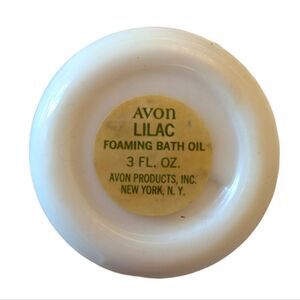 AVON
LILAC
FOAMING BATH OIL
3 FL. OZ.
AVON PRODUCTS, INC.
NEW YORK, N. Y.